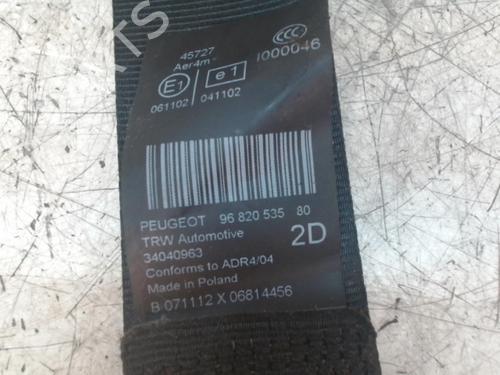 45727
Aer4m
CCC
I000046
E1
e1
061102
041102
PEUGEOT 96 820 535 80
TRW Automotive
2D
34040963
Conforms to ADR4/04
Made in Poland
B 071112 X 06814456